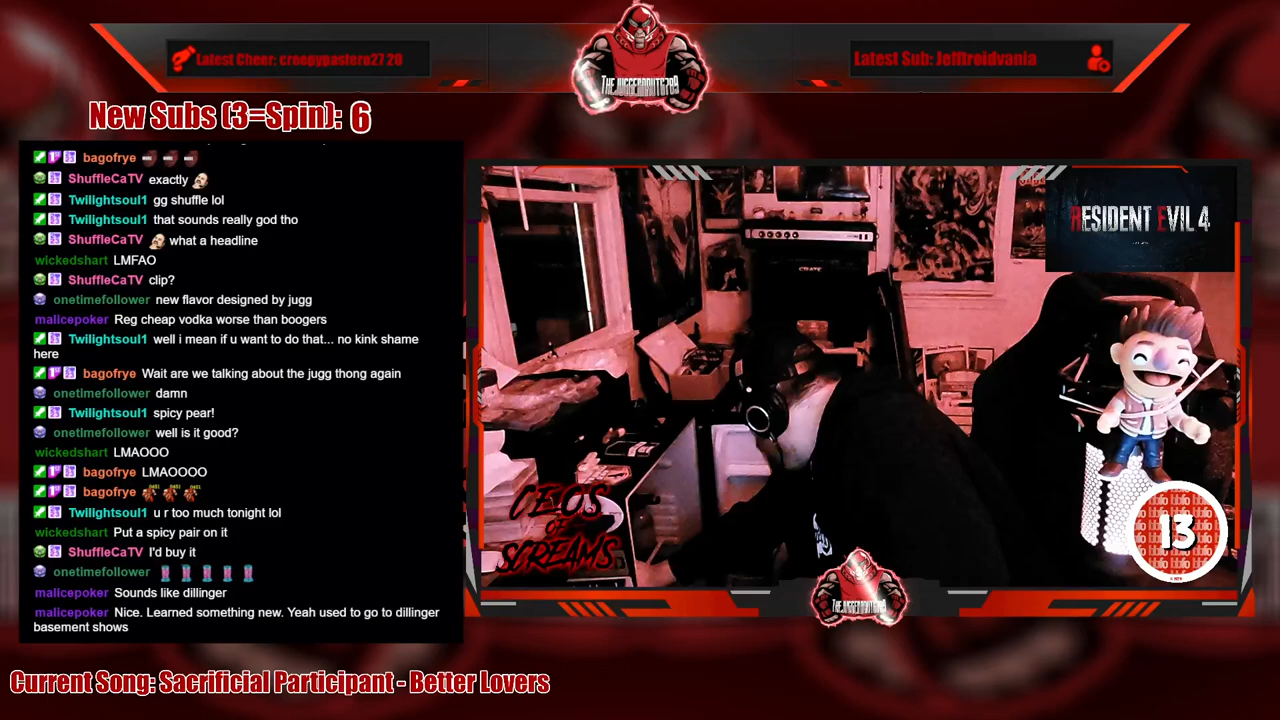 Latest Cheer: creepypastero27 20
THEJUGGERNAUT6789
Latest Sub: Jefftroidvania
New Subs (3=Spin): 6
bagofrye
ShuffleCaTV exactly
Twilightsoul1 gg shuffle lol
Twilightsoul1 that sounds really god tho
ShuffleCaTV what a headline
wickedshart LMFAO
ShuffleCaTV clip?
onetimefollower new flavor designed by jugg
malicepoker Reg cheap vodka worse than boogers
Twilightsoul1 well i mean if u want to do that... no kink shame
here
bagofrye Wait are we talking about the jugg thong again
onetimefollower damn
Twilightsoul1 spicy pear!
onetimefollower well is it good?
wickedshart LMAOOO
bagofrye LMAOOOO
bagofrye
Twilightsoul1 u r too much tonight lol
wickedshart Put a spicy pair on it
ShuffleCaTV I'd buy it
onetimefollower
malicepoker Sounds like dillinger
malicepoker Nice. Learned something new. Yeah used to go to dillinger
basement shows
RESIDENT EVIL 4
CRATE
CEOS
OF
SCREAMS
13
Current Song: Sacrificial Participant - Better Lovers